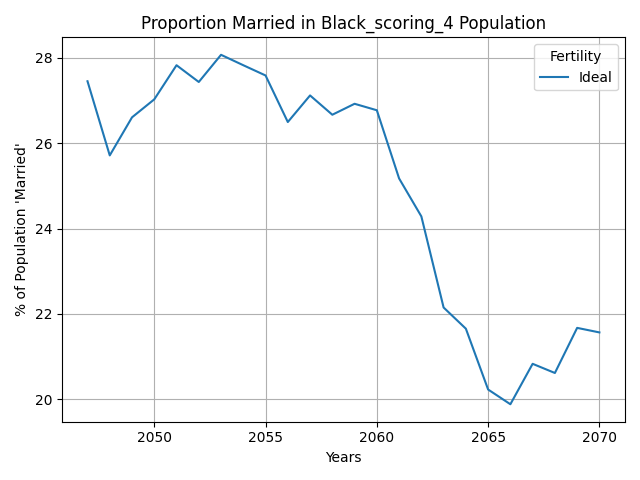 Proportion Married in Black_scoring_4 Population
Fertility
Ideal
% of Population 'Married'
28
26
24
22
20
2050 2055 2060 2065 2070
Years